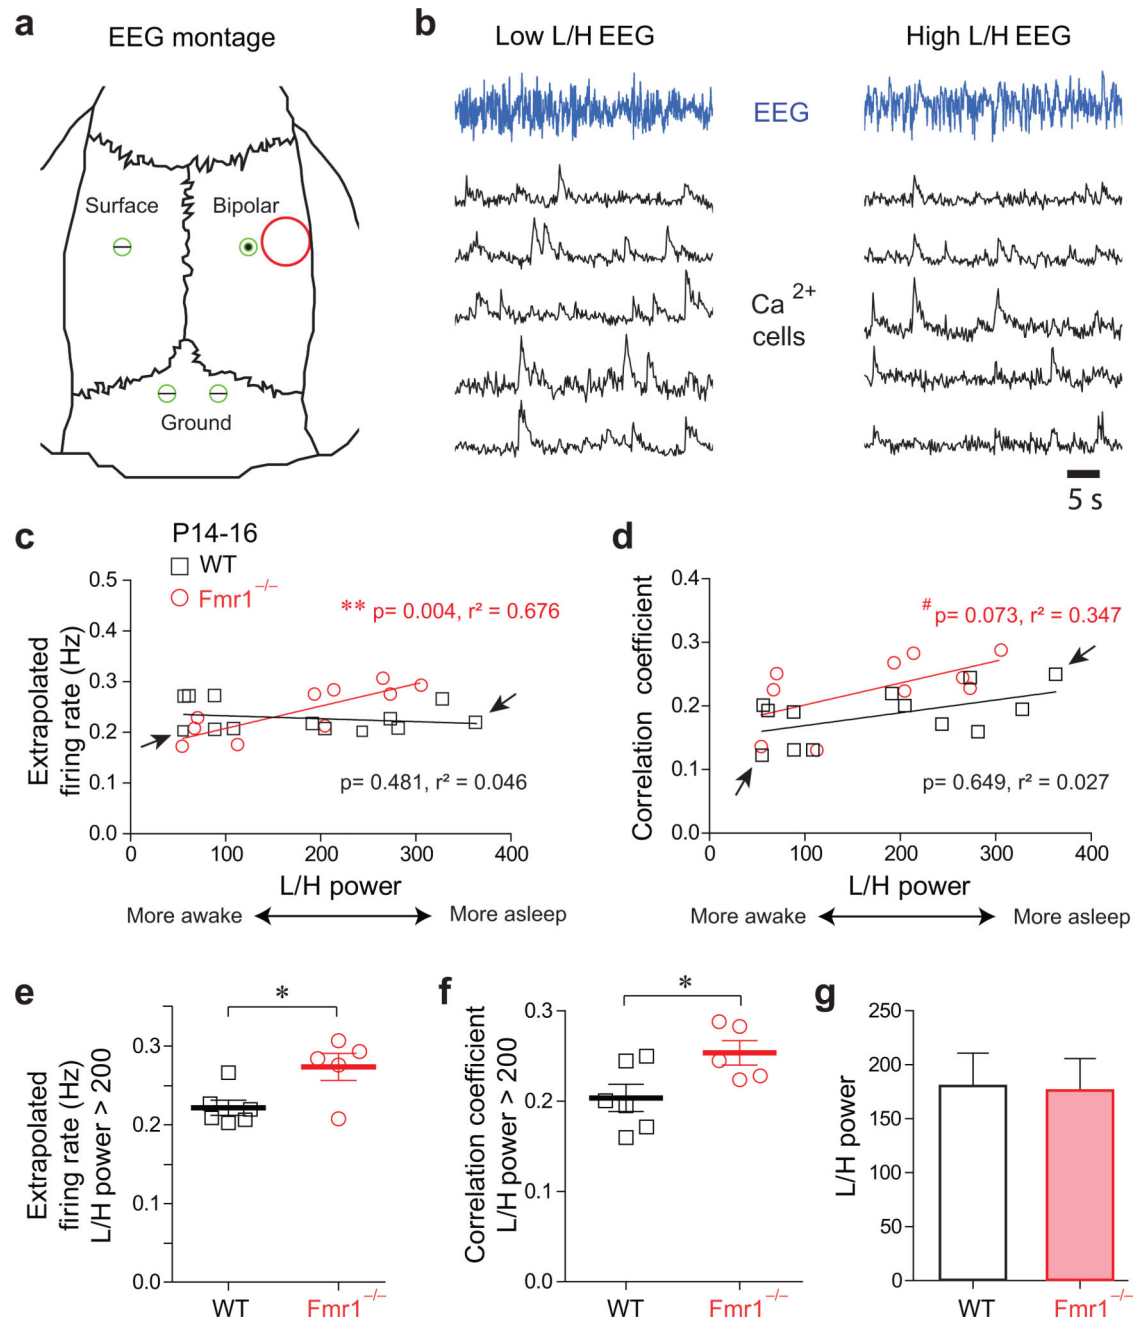 a
EEG montage
Surface
Bipolar
Ground
b
Low L/H EEG
High L/H EEG
EEG
Ca 2+
cells
5 s
c
P14-16
WT
Fmr1−/−
Extrapolated
firing rate (Hz)
0.5
0.4
0.3
0.2
0.1
0.0
** p= 0.004, r² = 0.676
p= 0.481, r² = 0.046
0
100
200
300
400
L/H power
More awake
More asleep
d
Correlation coefficient
0.4
0.3
0.2
0.1
0.0
# p= 0.073, r² = 0.347
p= 0.649, r² = 0.027
0
100
200
300
400
L/H power
More awake
More asleep
e
Extrapolated
firing rate (Hz)
L/H power > 200
0.3
0.2
0.1
0.0
*
WT
Fmr1−/−
f
Correlation coefficient
L/H power > 200
0.3
0.2
0.1
0.0
*
WT
Fmr1−/−
g
L/H power
250
200
150
100
50
0
WT
Fmr1−/−